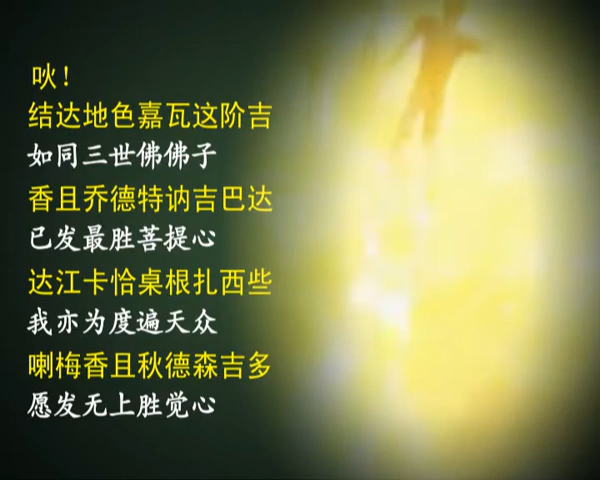 吙！
结达地色嘉瓦这阶吉
如同三世佛佛子
香且乔德特讷吉巴达
已发最胜菩提心
达江卡恰桌根扎西些
我亦为度遍天众
喇梅香且秋德森吉多
愿发无上胜觉心